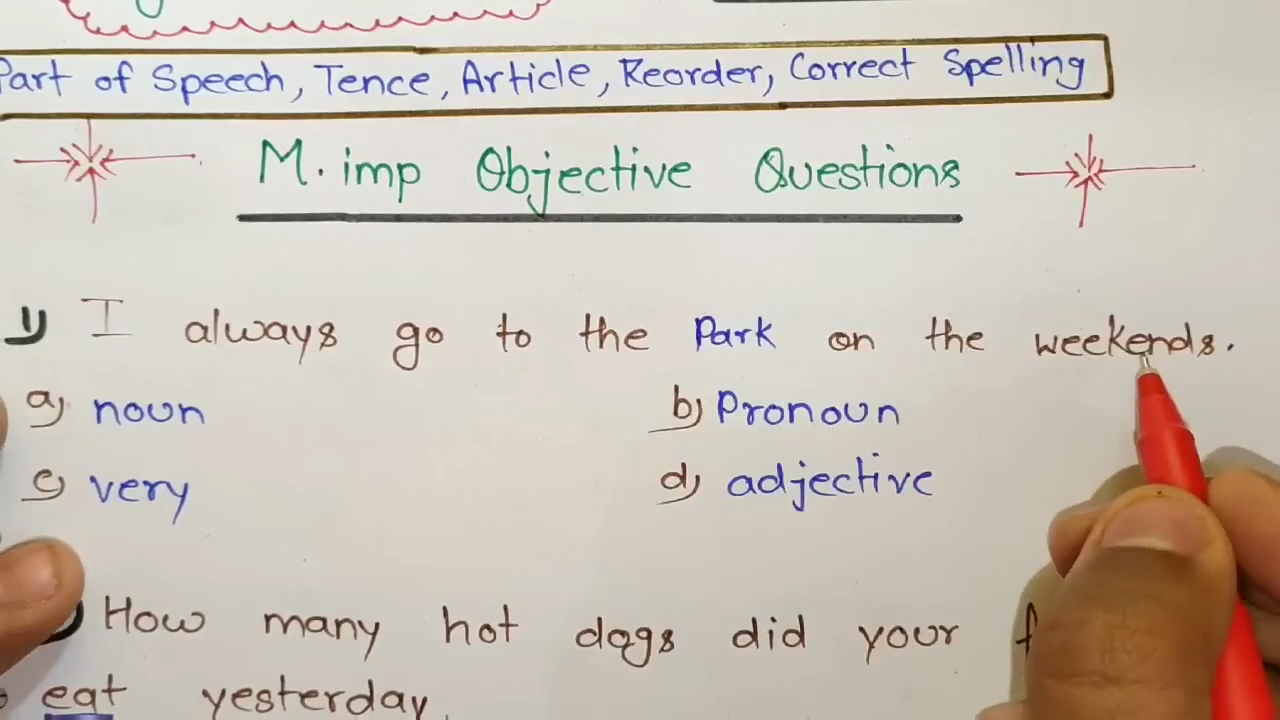 Part of Speech, Tence, Article, Reorder, Correct Spelling
M. imp Objective Questions
1) I always go to the Park on the weekends.
a) noun b) Pronoun
c) very d) adjective
How many hot dogs did your
eat yesterday